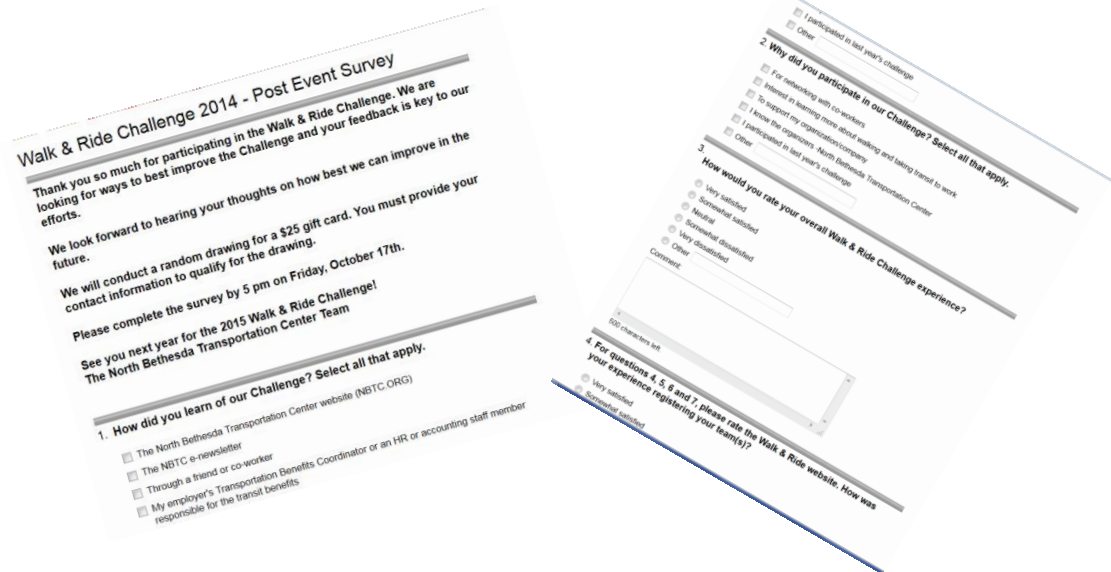 Walk & Ride Challenge 2014 - Post Event Survey
Thank you so much for participating in the Walk & Ride Challenge. We are
looking for ways to best improve the Challenge and your feedback is key to our
efforts.
We look forward to hearing your thoughts on how best we can improve in the
future.
We will conduct a random drawing for a $25 gift card. You must provide your
contact information to qualify for the drawing.
Please complete the survey by 5 pm on Friday, October 17th.
See you next year for the 2015 Walk & Ride Challenge!
The North Bethesda Transportation Center Team
1. How did you learn of our Challenge? Select all that apply.
The North Bethesda Transportation Center website (NBTC.ORG)
The NBTC e-newsletter
Through a friend or co-worker
My employer's Transportation Benefits Coordinator or an HR or accounting staff member
responsible for the transit benefits
I participated in last year's challenge
Other
2. Why did you participate in our Challenge? Select all that apply.
For networking with co-workers
Interest in learning more about walking and taking transit to work
To support my organization/company
I know the organizers -North Bethesda Transportation Center
I participated in last year's challenge
Other
3.
How would you rate your overall Walk & Ride Challenge experience?
Very satisfied
Somewhat satisfied
Neutral
Somewhat dissatisfied
Very dissatisfied
Other
Comment:
500 characters left.
4. For questions 4, 5, 6 and 7, please rate the Walk & Ride website. How was
your experience registering your team(s)?
Very satisfied
Somewhat satisfied